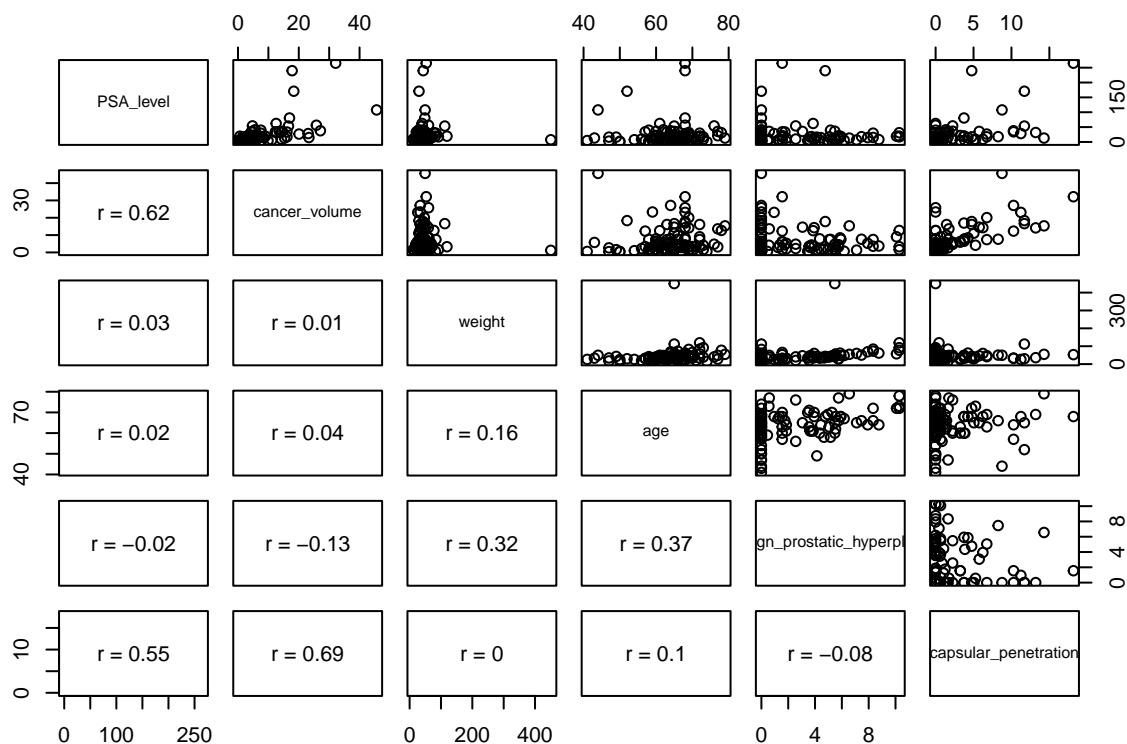 0 20 40
40 60 80
0 5 10
PSA_level
0 150
0 30
r = 0.62
cancer_volume
r = 0.03
r = 0.01
weight
0 300
40 70
r = 0.02
r = 0.04
r = 0.16
age
r = −0.02
r = −0.13
r = 0.32
r = 0.37
gn_prostatic_hyperpl
0 4 8
0 10
r = 0.55
r = 0.69
r = 0
r = 0.1
r = −0.08
capsular_penetration
0 100 250
0 200 400
0 4 8